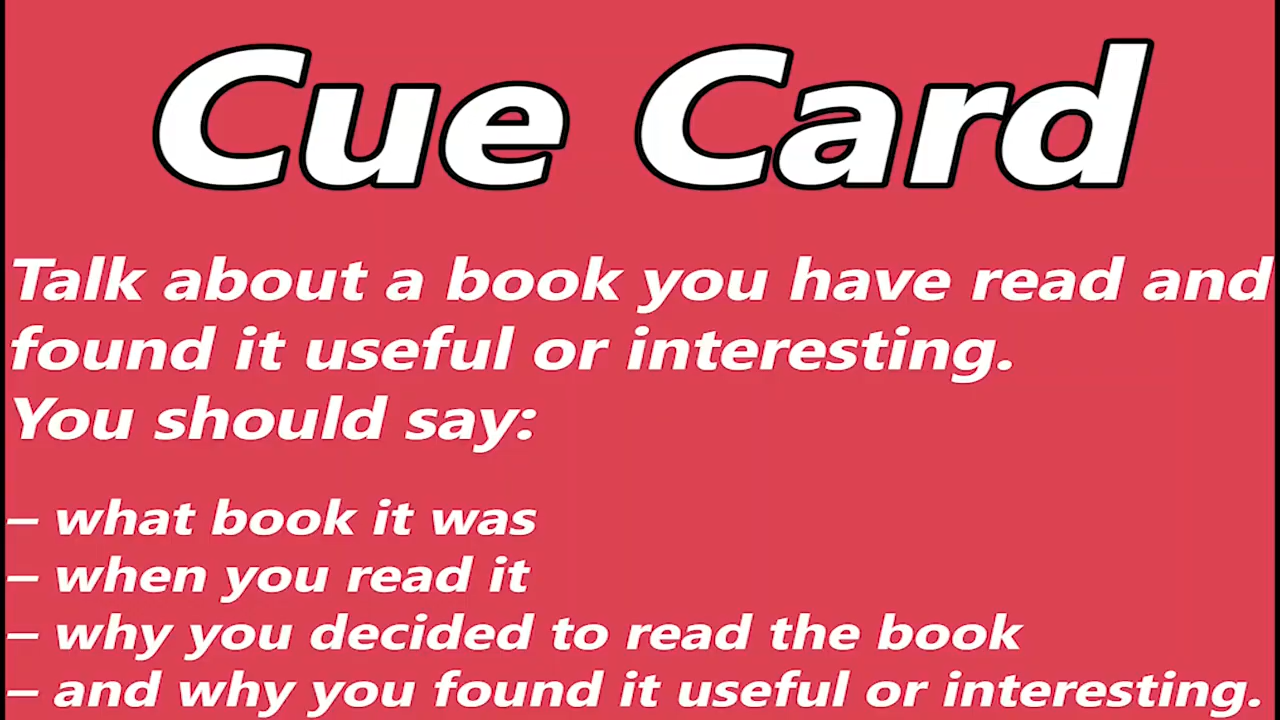 Cue Card
Talk about a book you have read and
found it useful or interesting.
You should say:
– what book it was
– when you read it
– why you decided to read the book
– and why you found it useful or interesting.